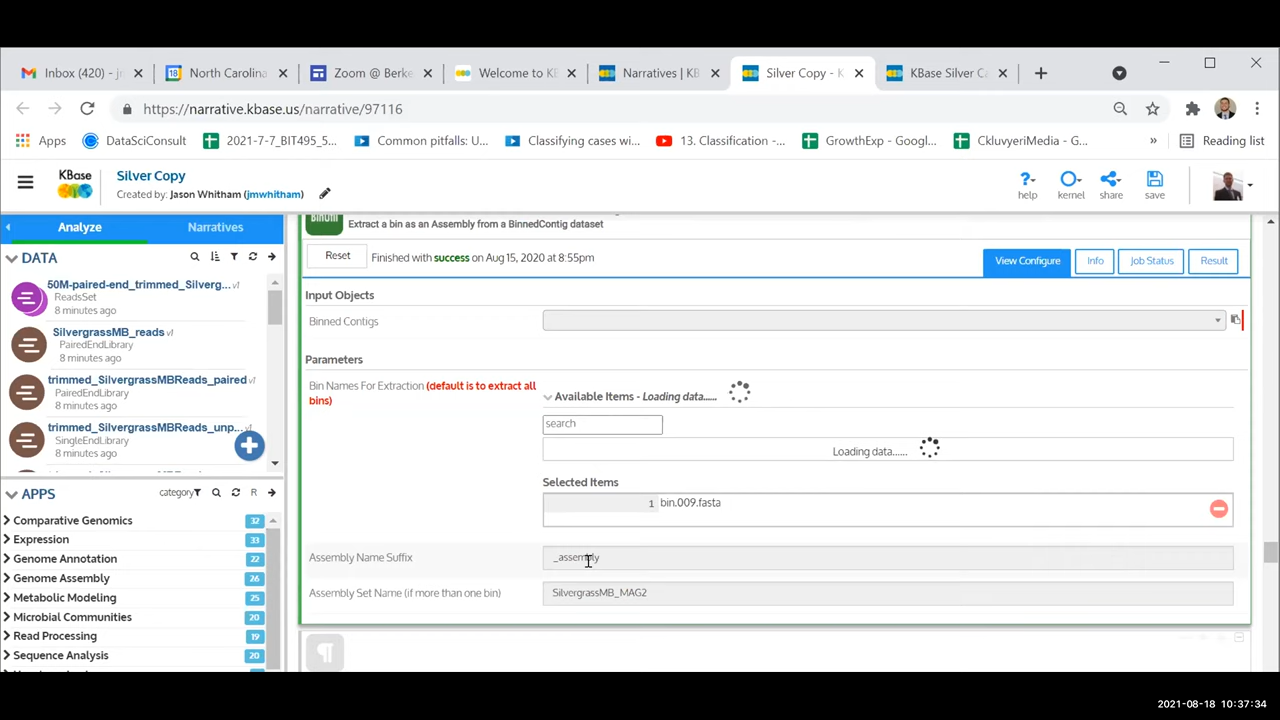 Inbox (420) - j
North Carolina
Zoom @ Berke
Welcome to KB
Narratives | KB
Silver Copy - K
KBase Silver C
https://narrative.kbase.us/narrative/97116
Apps
DataSciConsult
2021-7-7_BIT495_5...
Common pitfalls: U...
Classifying cases wi...
13. Classification -...
GrowthExp - Googl...
CkluyveriMedia - G...
»
Reading list
KBase
Silver Copy
Created by: Jason Whitham (jmwhitham)
help
kernel
share
save
Analyze
Narratives
DATA
50M-paired-end_trimmed_Silverg...v1
ReadsSet
8 minutes ago
SilvergrassMB_reads v1
PairedEndLibrary
8 minutes ago
trimmed_SilvergrassMBReads_paired v1
PairedEndLibrary
8 minutes ago
trimmed_SilvergrassMBReads_unp... v1
SingleEndLibrary
8 minutes ago
APPS
category
R
Comparative Genomics 32
Expression 33
Genome Annotation 22
Genome Assembly 26
Metabolic Modeling 25
Microbial Communities 20
Read Processing 19
Sequence Analysis 20
Extract a bin as an Assembly from a BinnedContig dataset
Reset
Finished with success on Aug 15, 2020 at 8:55pm
View Configure
Info
Job Status
Result
Input Objects
Binned Contigs
Parameters
Bin Names For Extraction (default is to extract all
bins)
Available Items - Loading data......
search
Loading data......
Selected Items
1 bin.009.fasta
Assembly Name Suffix
_assembly
Assembly Set Name (if more than one bin)
SilvergrassMB_MAG2
2021-08-18 10:37:34